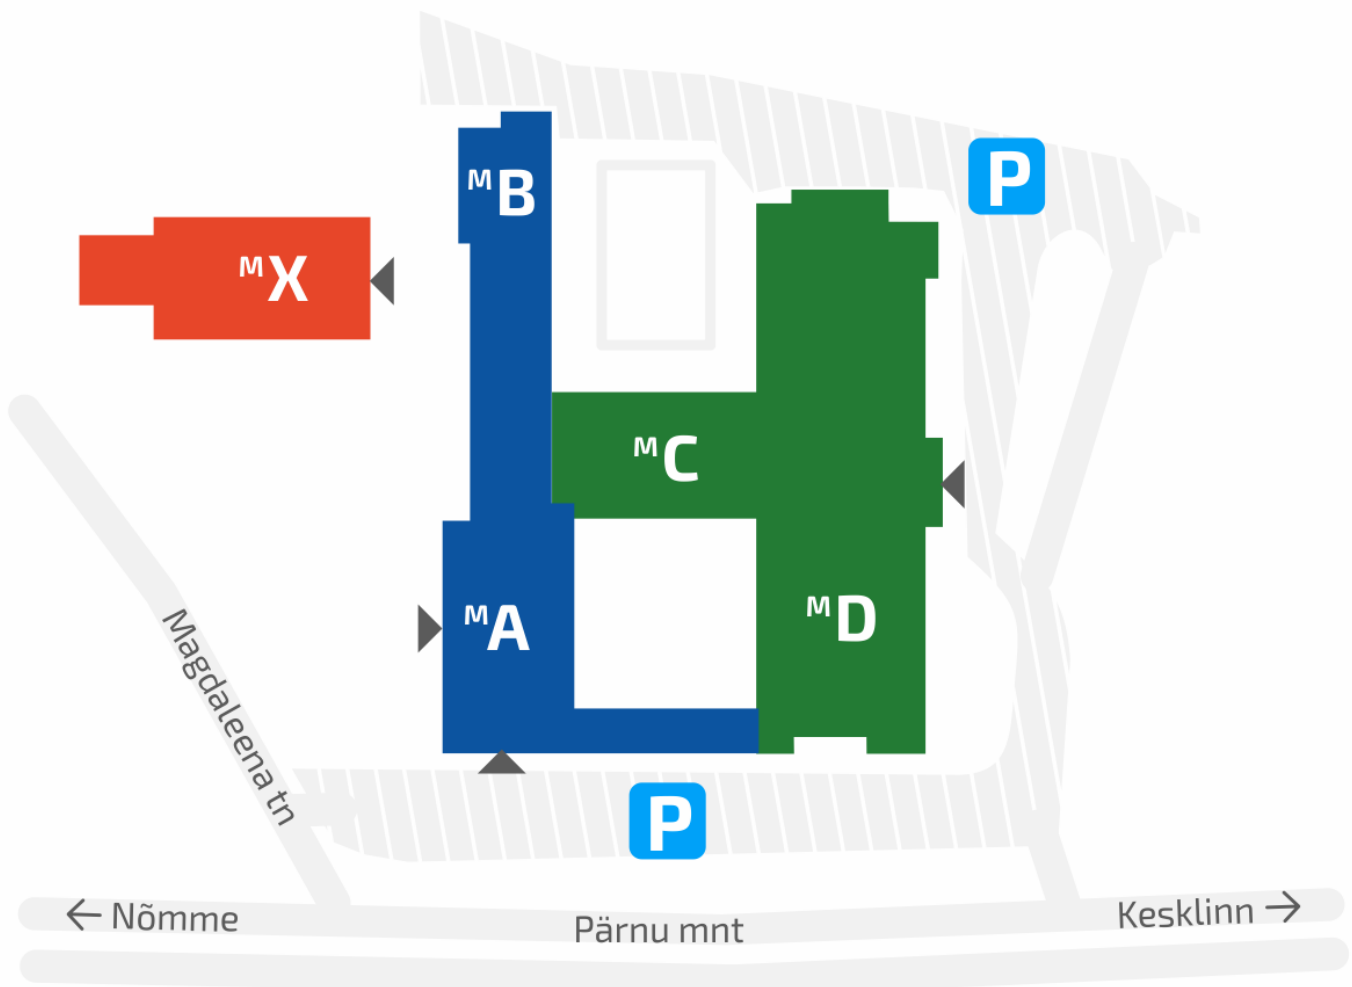 P
ᴹB
ᴹX
ᴹC
ᴹA
ᴹD
Magdaleena tn
P
← Nõmme
Pärnu mnt
Kesklinn →